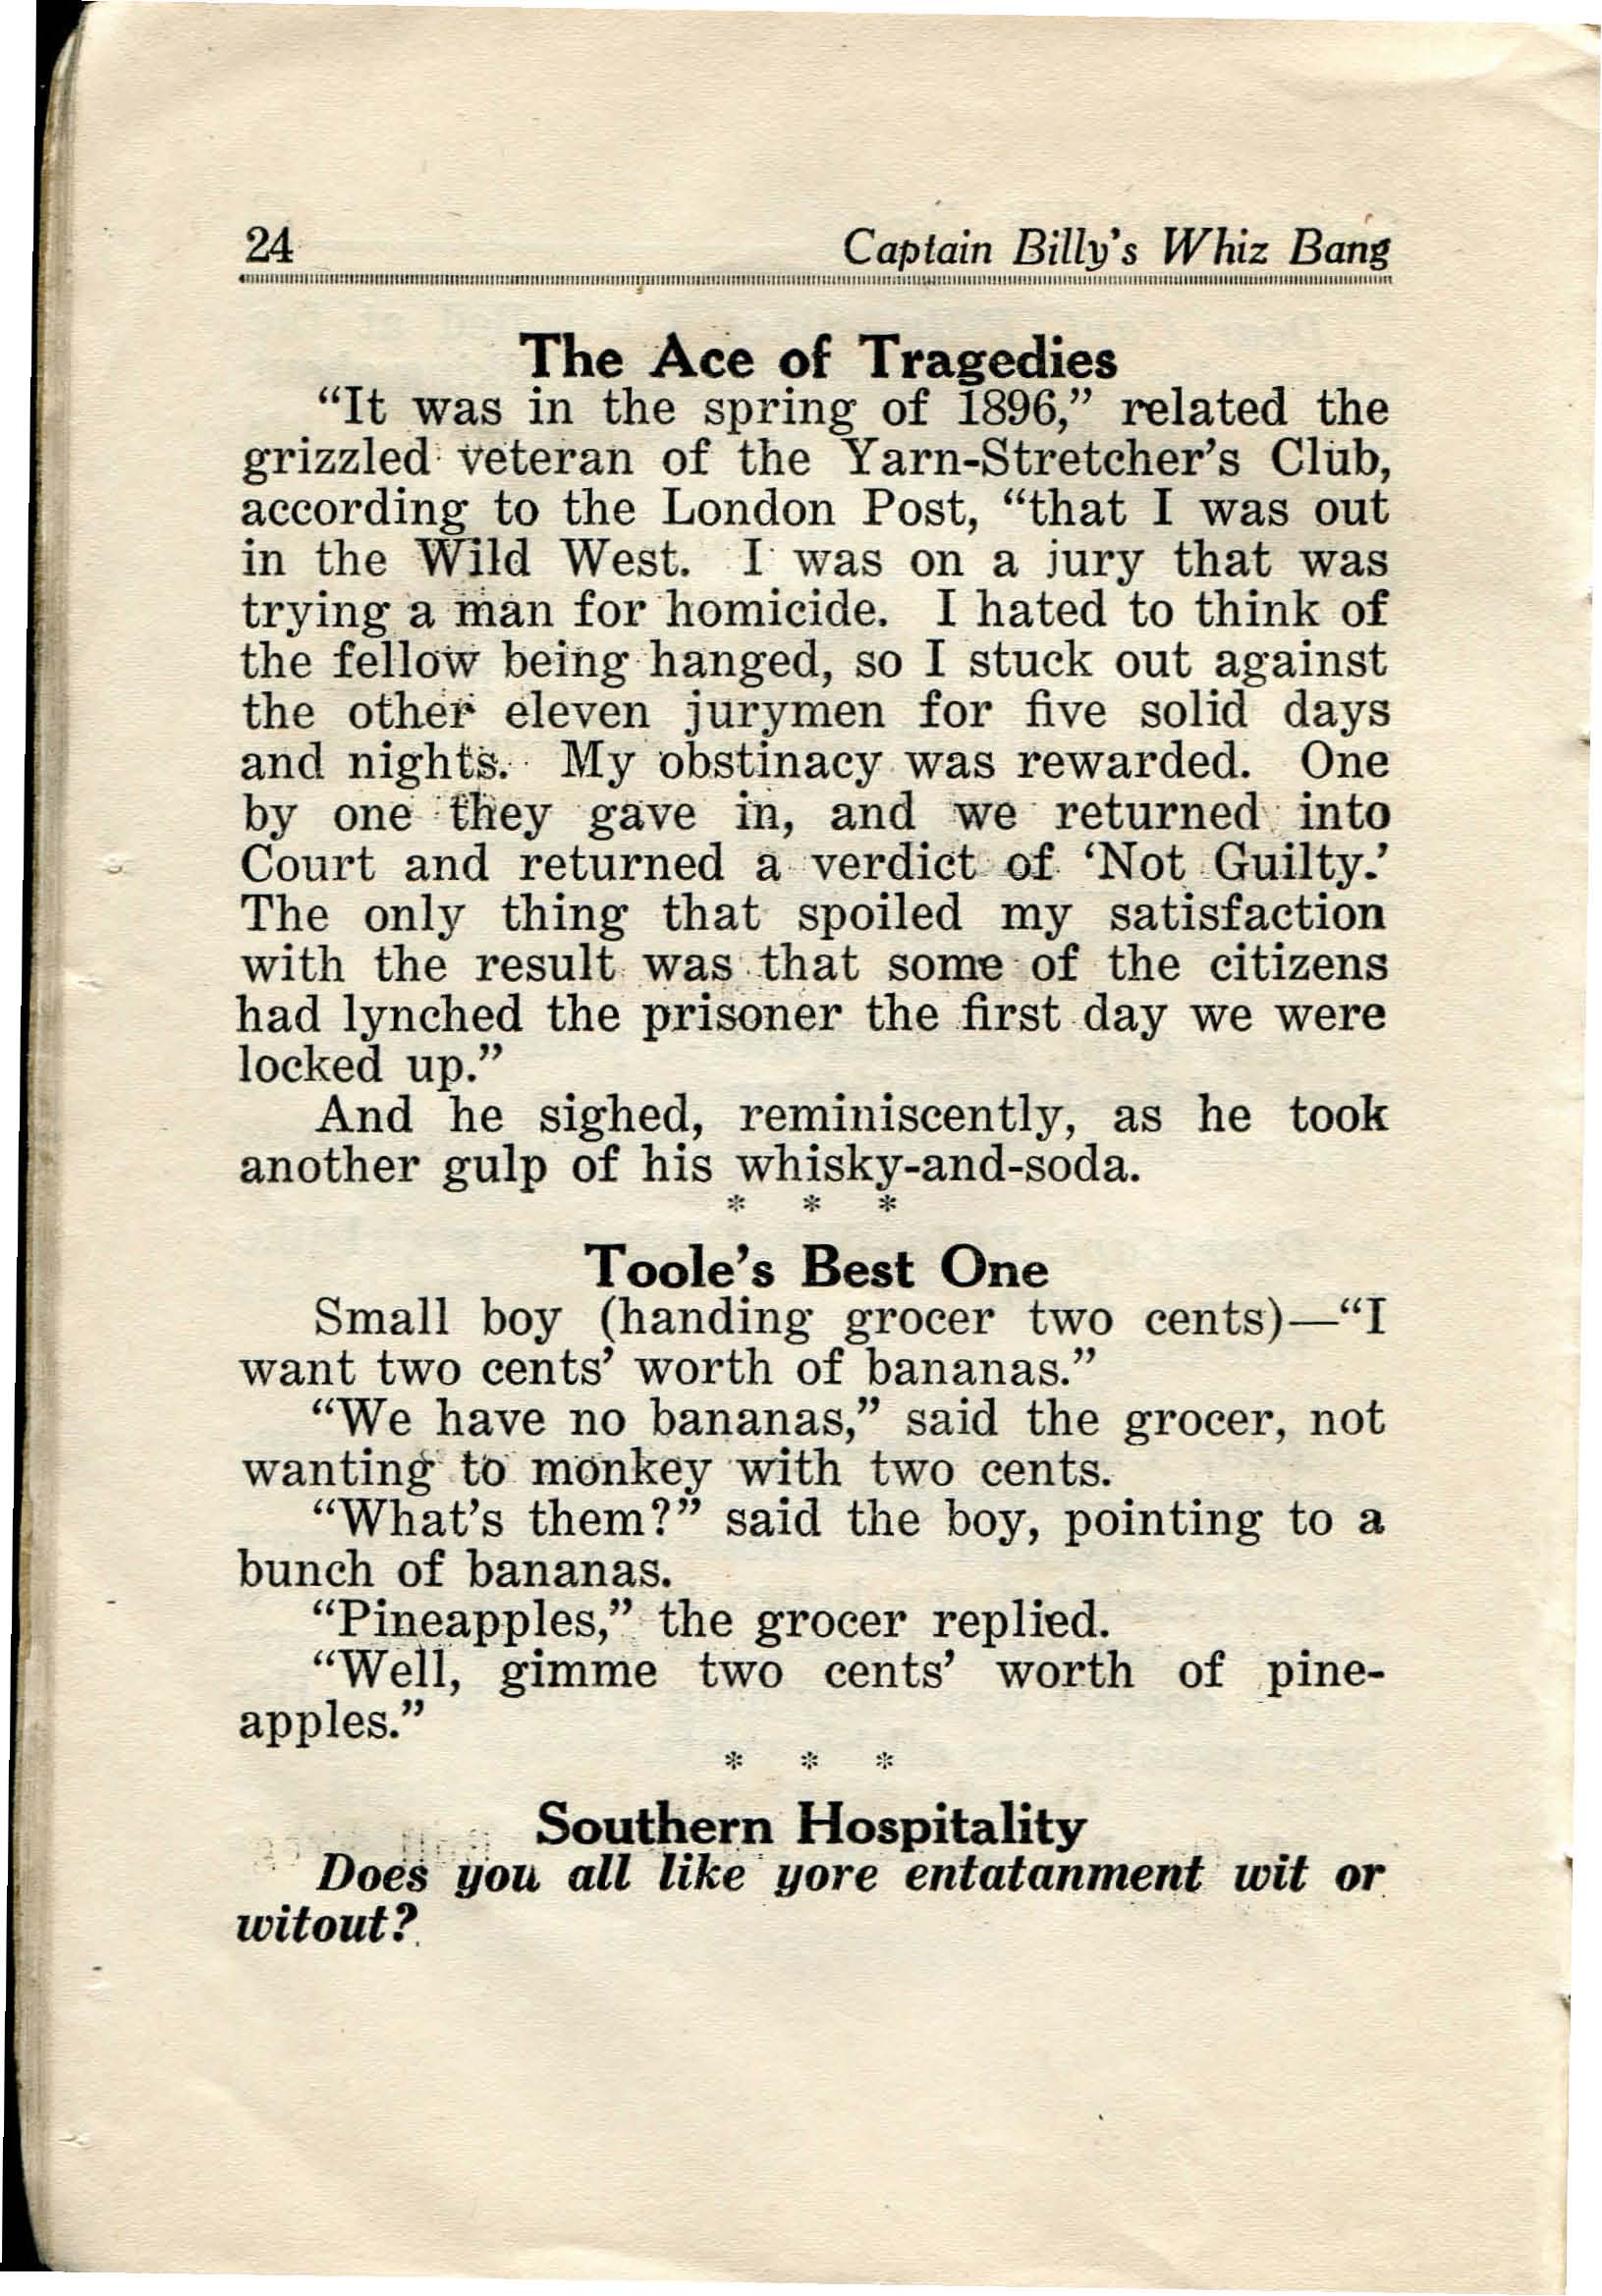 24 Captain Billy's Whiz Bang
The Ace of Tragedies
“It was in the spring of 1896,” related the
grizzled veteran of the Yarn-Stretcher’s Club,
according to the London Post, “that I was out
in the Wild West. I was on a jury that was
trying a man for homicide. I hated to think of
the fellow being hanged, so I stuck out against
the other eleven jurymen for five solid days
and nights. My obstinacy was rewarded. One
by one they gave in, and we returned into
Court and returned a verdict of ‘Not Guilty.’
The only thing that spoiled my satisfaction
with the result was that some of the citizens
had lynched the prisoner the first day we were
locked up.”
And he sighed, reminiscently, as he took
another gulp of his whisky-and-soda.
* * *
Toole’s Best One
Small boy (handing grocer two cents)—“I
want two cents’ worth of bananas.”
“We have no bananas,” said the grocer, not
wanting to monkey with two cents.
“What’s them?” said the boy, pointing to a
bunch of bananas.
“Pineapples,” the grocer replied.
“Well, gimme two cents’ worth of pine-
apples.”
* * *
Southern Hospitality
Does you all like yore entatanment wit or
witout?